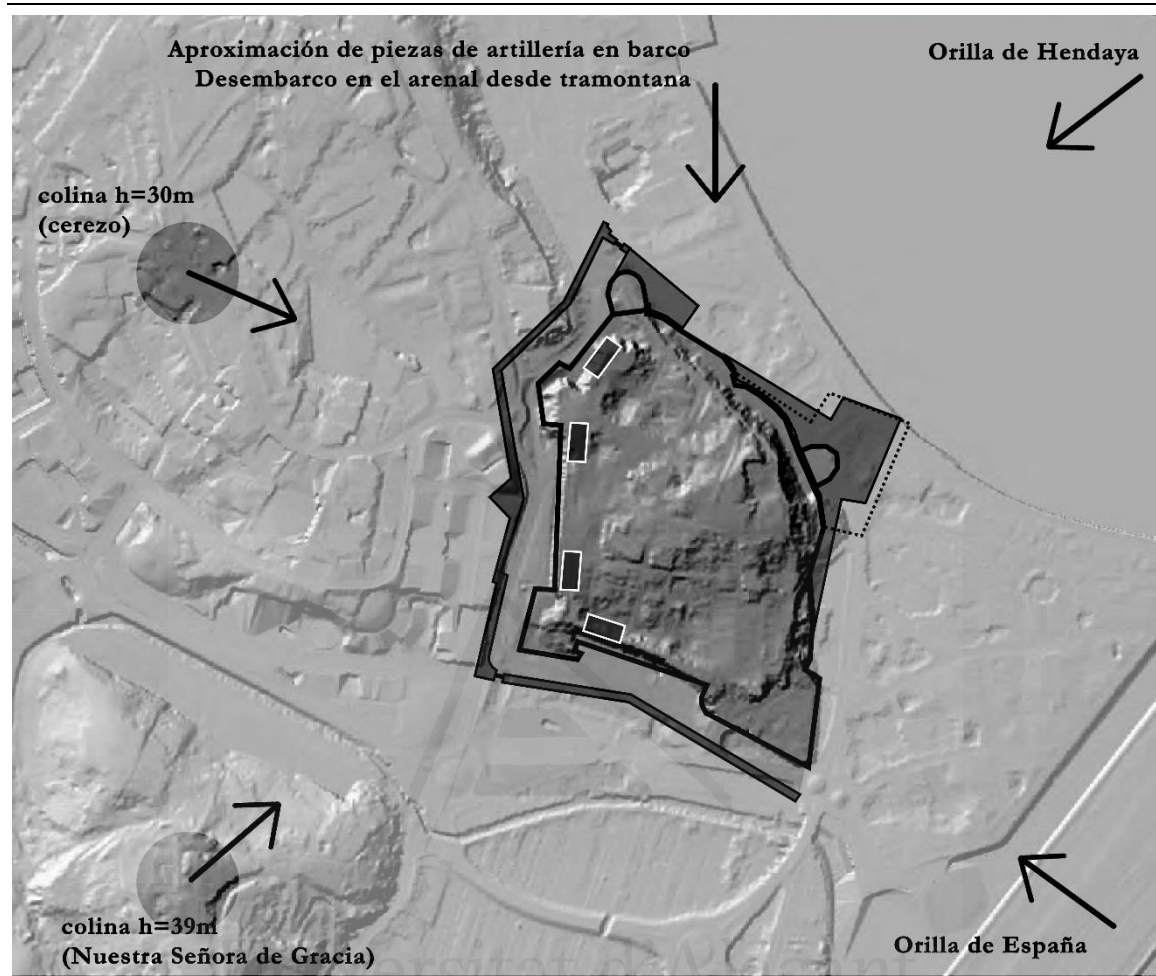 Aproximación de piezas de artillería en barco
Desembarco en el arenal desde tramontana
Orilla de Hendaya
colina h=30m
(cerezo)
colina h=39m
(Nuestra Señora de Gracia)
Orilla de España